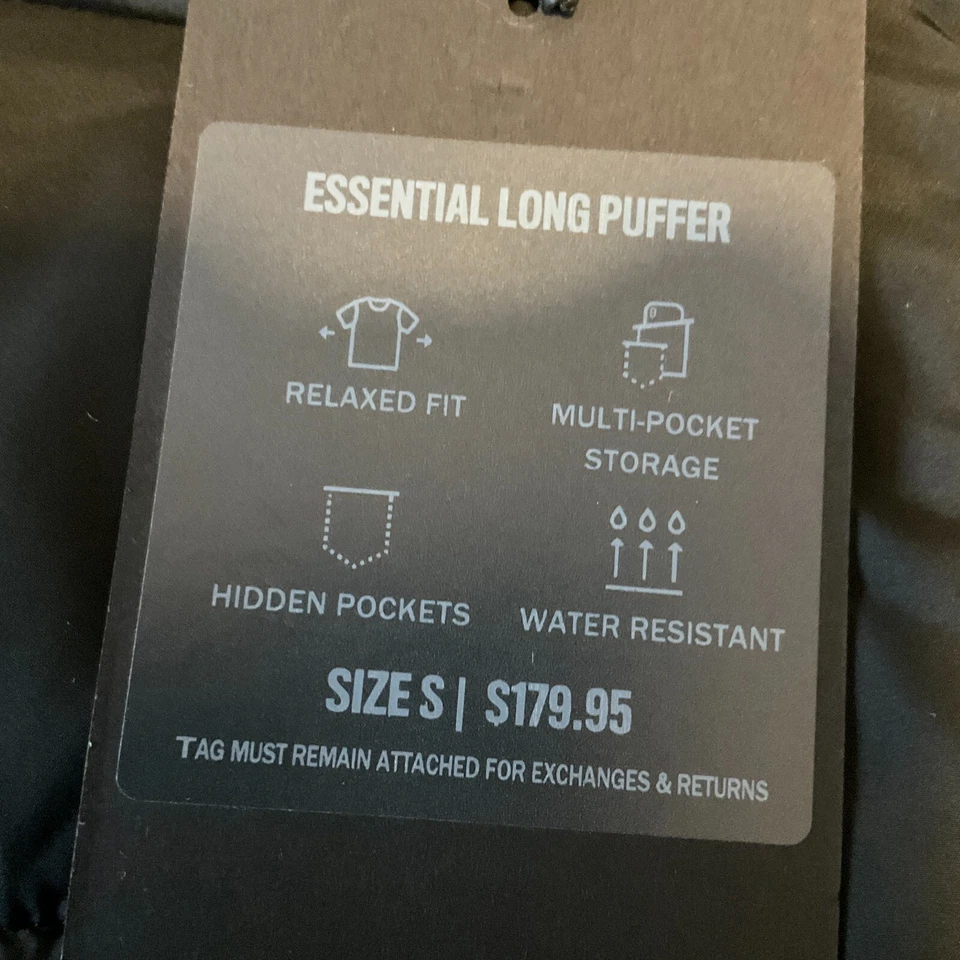 ESSENTIAL LONG PUFFER
RELAXED FIT
MULTI-POCKET
STORAGE
HIDDEN POCKETS
WATER RESISTANT
SIZE S | $179.95
TAG MUST REMAIN ATTACHED FOR EXCHANGES & RETURNS